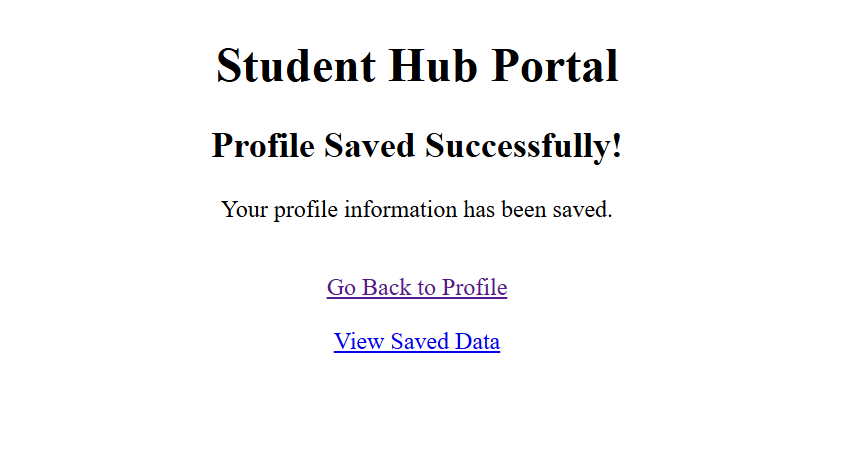 Student Hub Portal
Profile Saved Successfully!
Your profile information has been saved.
Go Back to Profile
View Saved Data